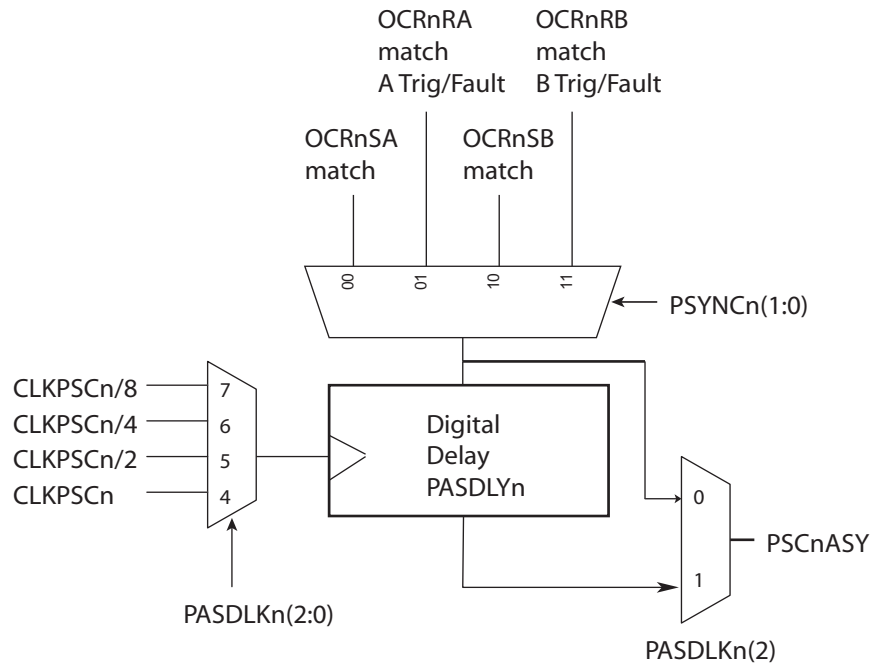 OCRnRA
match
A Trig/Fault
OCRnRB
match
B Trig/Fault
OCRnSA
match
OCRnSB
match
00
01
10
11
PSYNCn(1:0)
CLKPSCn/8
7
CLKPSCn/4
6
CLKPSCn/2
5
CLKPSCn
4
Digital
Delay
PASDLYn
0
1
PSCnASY
PASDLKn(2:0)
PASDLKn(2)